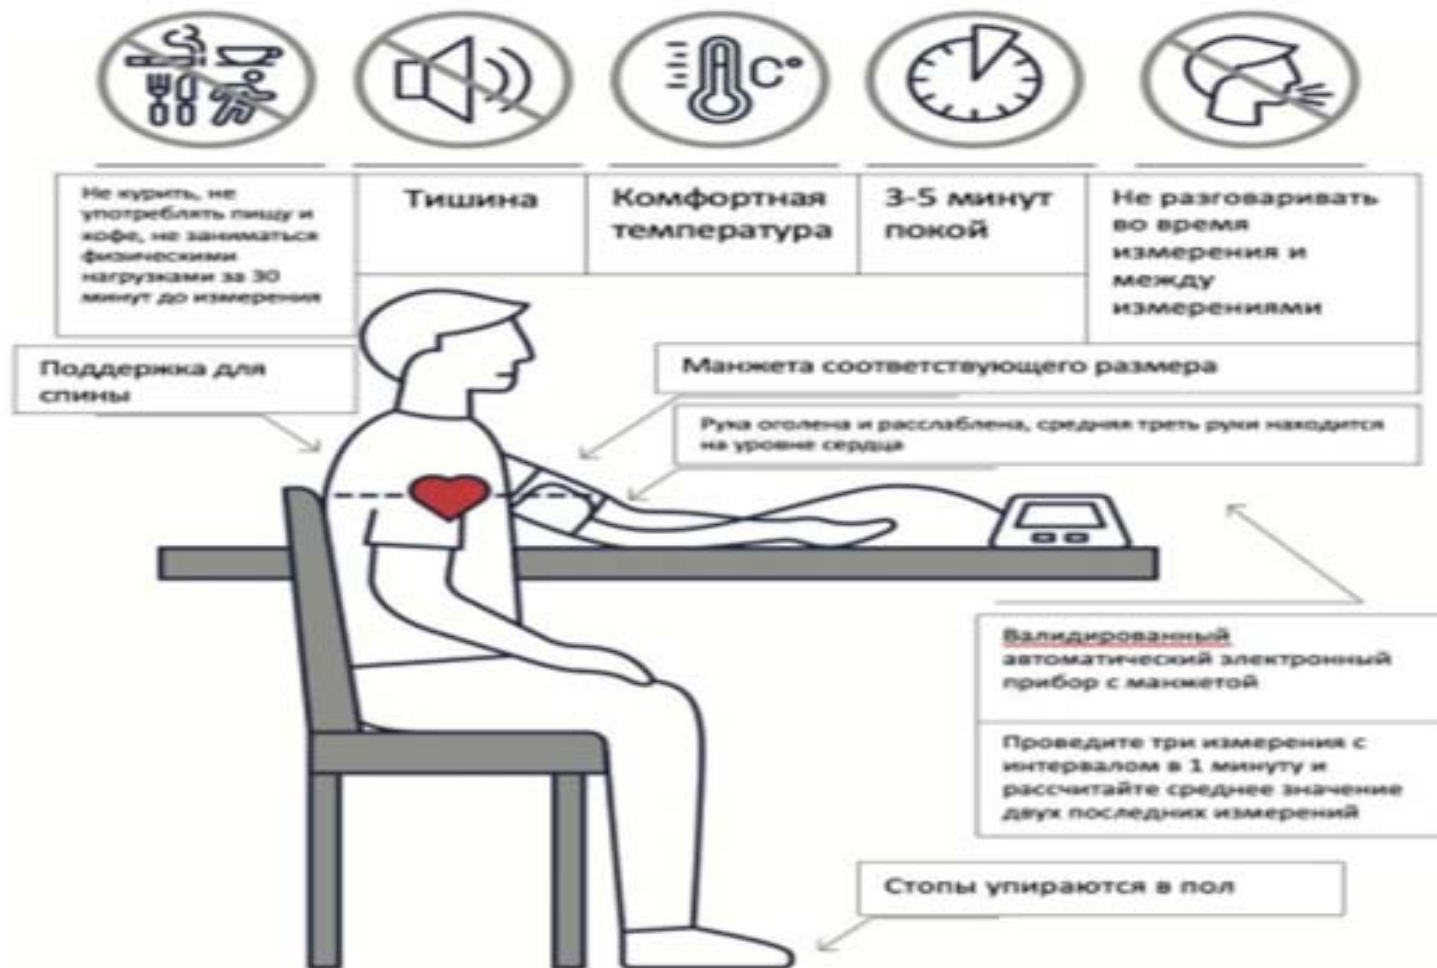 C°
Не курить, не
употреблять пищу и
кофе, не заниматься
физическими
нагрузками за 30
минут до измерения
Тишина
Комфортная
температура
3-5 минут
покой
Не разговаривать
во время
измерения и
между
измерениями
Поддержка для
спины
Манжета соответствующего размера
Рука оголена и расслаблена, средняя треть руки находится
на уровне сердца
Валидированный
автоматический электронный
прибор с манжетой
Проведите три измерения с
интервалом в 1 минуту и
рассчитайте среднее значение
двух последних измерений
Стопы упираются в пол